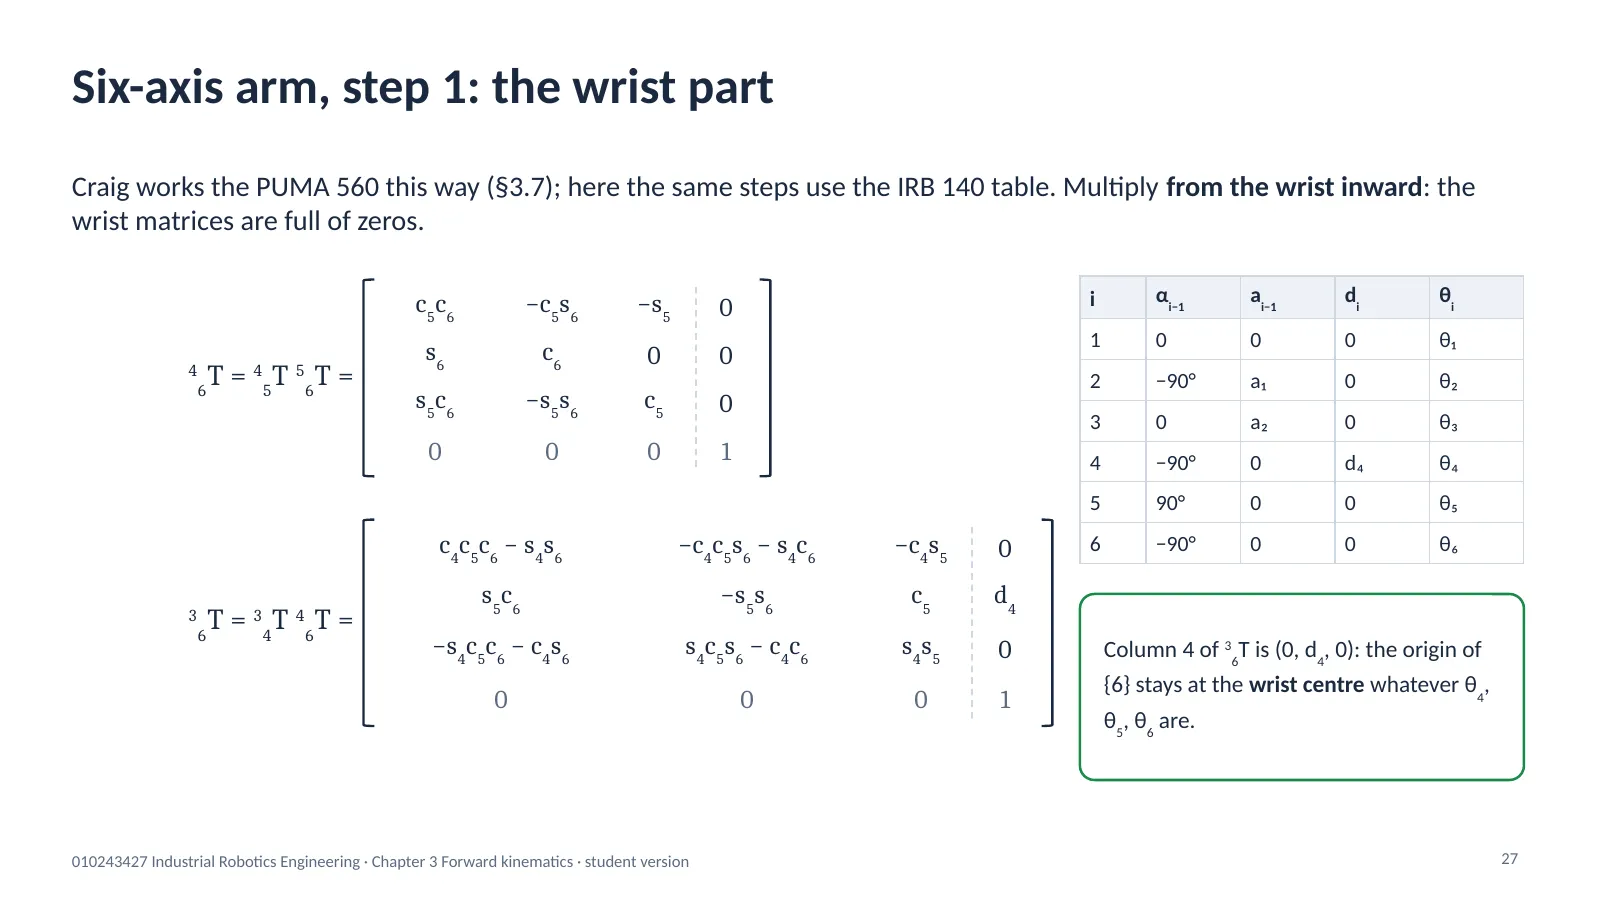 Six-axis arm, step 1: the wrist part
Craig works the PUMA 560 this way (§3.7); here the same steps use the IRB 140 table. Multiply from the wrist inward: the
wrist matrices are full of zeros.
⁴₆T = ⁴₅T ⁵₆T =
c₅c₆ −c₅s₆ −s₅ 0
s₆ c₆ 0 0
s₅c₆ −s₅s₆ c₅ 0
0 0 0 1
³₆T = ³₄T ⁴₆T =
c₄c₅c₆ − s₄s₆ −c₄c₅s₆ − s₄c₆ −c₄s₅ 0
s₅c₆ −s₅s₆ c₅ d₄
−s₄c₅c₆ − c₄s₆ s₄c₅s₆ − c₄c₆ s₄s₅ 0
0 0 0 1
i αᵢ₋₁ aᵢ₋₁ dᵢ θᵢ
1 0 0 0 θ₁
2 −90° a₁ 0 θ₂
3 0 a₂ 0 θ₃
4 −90° 0 d₄ θ₄
5 90° 0 0 θ₅
6 −90° 0 0 θ₆
Column 4 of ³₆T is (0, d₄, 0): the origin of
{6} stays at the wrist centre whatever θ₄,
θ₅, θ₆ are.
010243427 Industrial Robotics Engineering · Chapter 3 Forward kinematics · student version
27